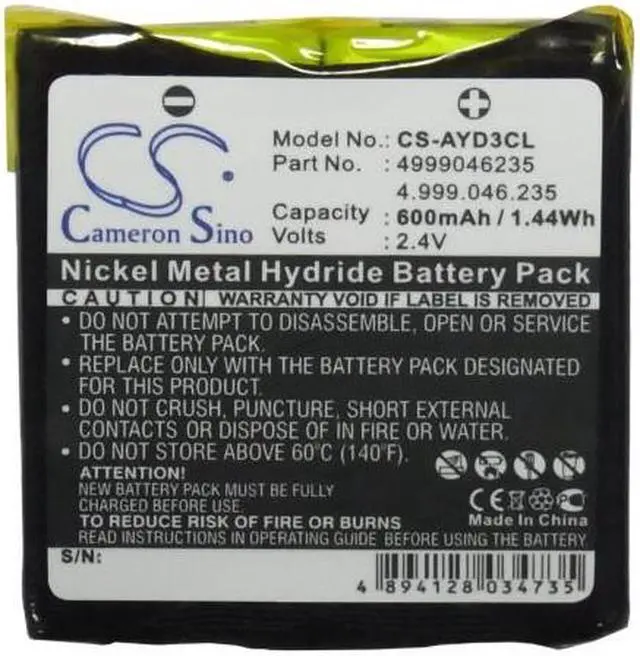 CS
Cameron Sino
Model No.: CS-AYD3CL
Part No. : 4999046235
4.999.046.235
Capacity : 600mAh / 1.44Wh
Volts : 2.4V
Nickel Metal Hydride Battery Pack
CAUTION WARRANTY VOID IF LABEL IS REMOVED
• DO NOT ATTEMPT TO DISASSEMBLE, OPEN OR SERVICE
THE BATTERY PACK.
• REPLACE ONLY WITH THE BATTERY PACK DESIGNATED
FOR THIS EQUIPMENT.
• DO NOT CRUSH, PUNCTURE, SHORT EXTERNAL
CONTACTS OR DISPOSE OF IN FIRE OR WATER.
• DO NOT STORE ABOVE 60°C (140°F).
ATTENTION!
NEW BATTERY PACK MUST BE FULLY
CHARGED BEFORE USE.
TO REDUCE RISK OF FIRE OR BURNS
READ INSTRUCTIONS IN OPERATING GUIDE BEFORE USE.
CE
Made In China
S/N:
4 894128 034735